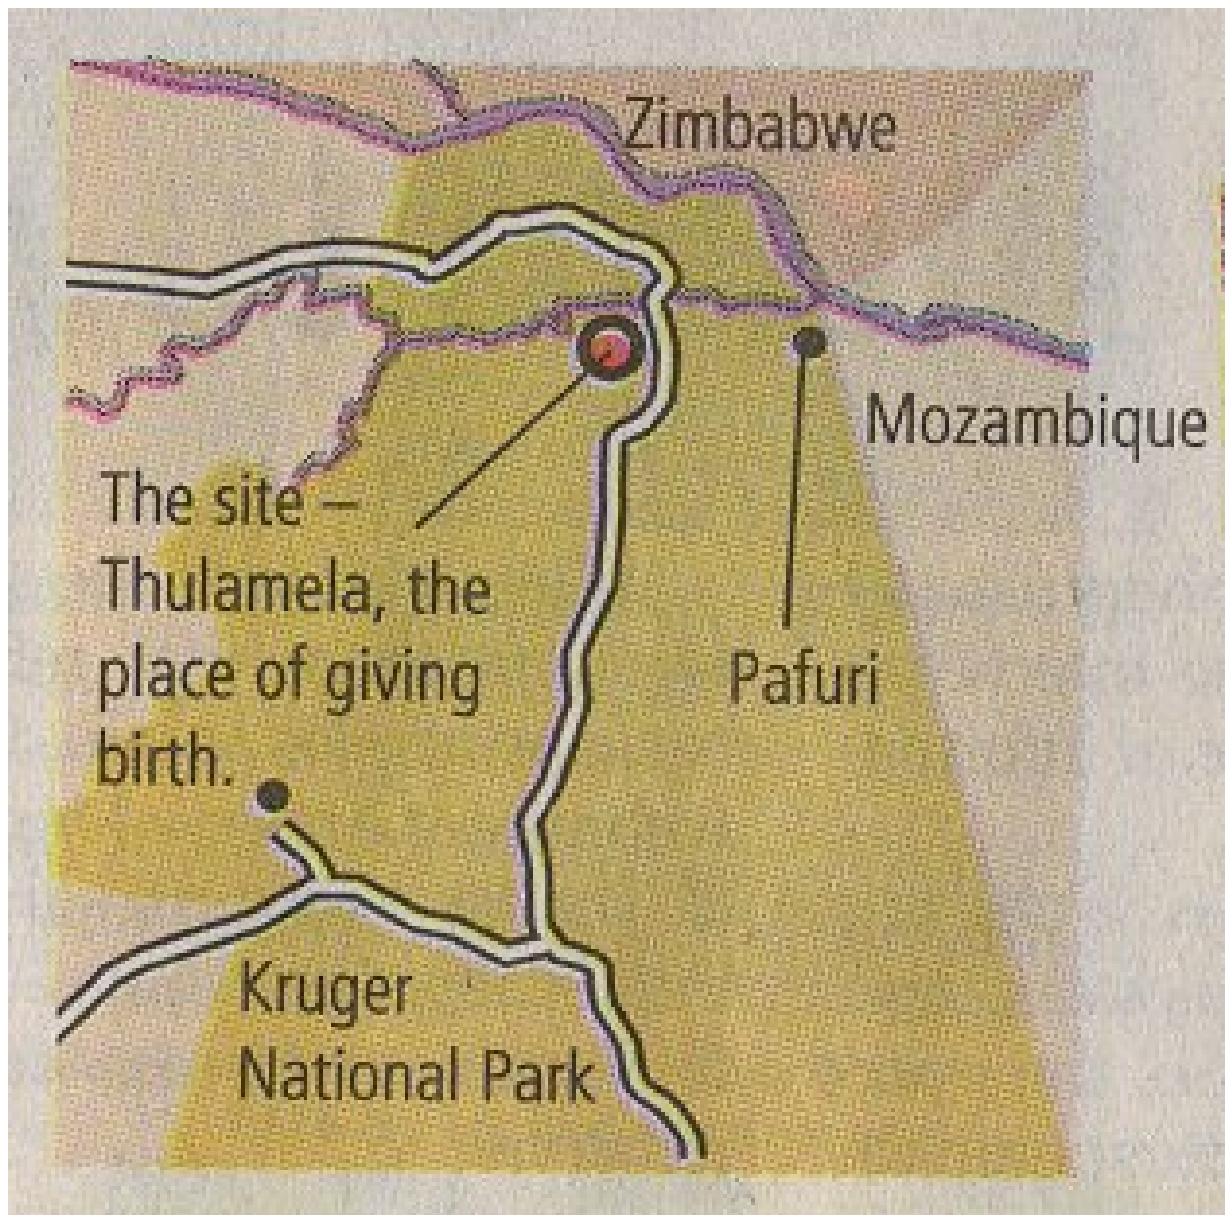 Zimbabwe
Mozambique
The site –
Thulamela, the
place of giving
birth.
Pafuri
Kruger
National Park